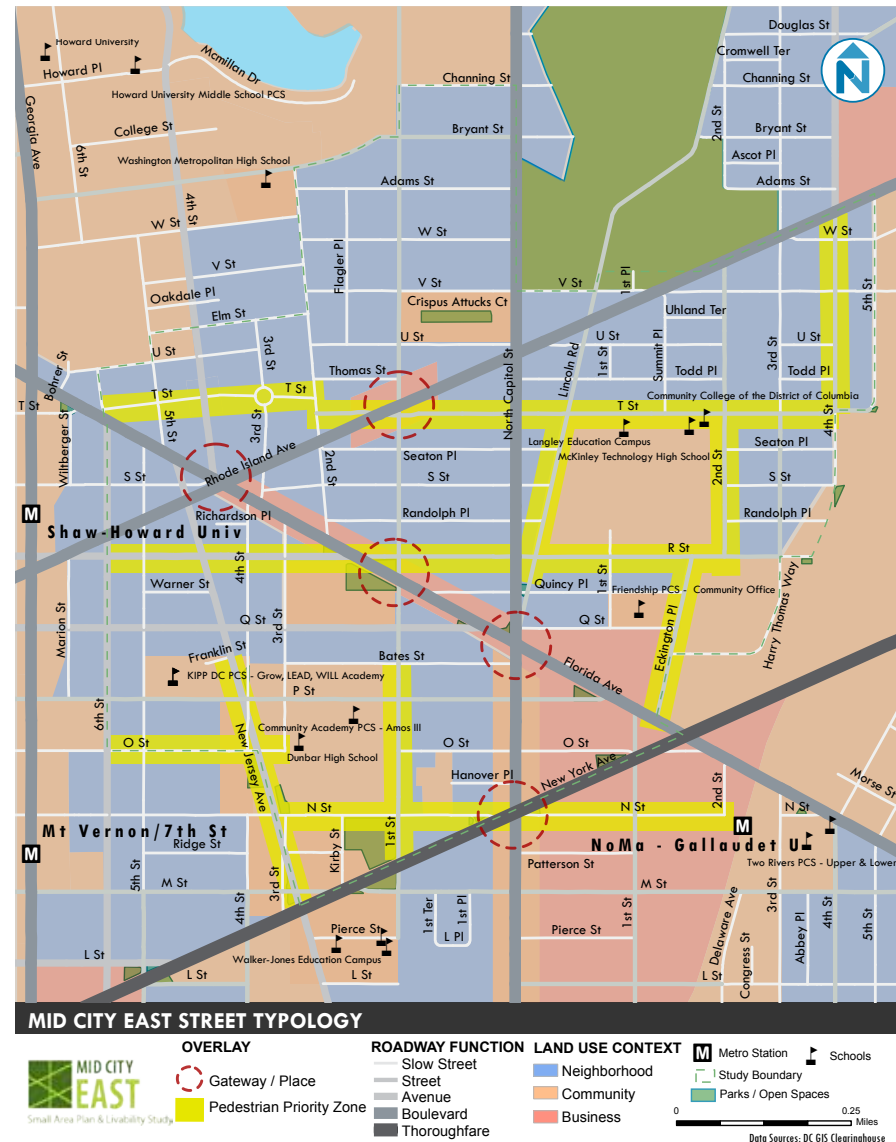 Howard University
Howard Pl
Mcmillan Dr
Howard University Middle School PCS
Georgia Ave
6th St
College St
Washington Metropolitan High School
4th St
W St
V St
Oakdale Pl
Elm St
U St
3rd St
Channing St
Bryant St
Adams St
Flagler Pl
W St
V St
Crispus Attucks Ct
U St
Thomas St
Douglas St
Cromwell Ter
Channing St
2nd St
Bryant St
Ascot Pl
Adams St
N
W St
5th St
V St
1st Pl
Uhland Ter
U St
U St
1st St
Summit Pl
Todd Pl
3rd St
Todd Pl
Lincoln Rd
North Capitol St
Bohrer St
T St
Wiltberger St
T St
5th St
T St
3rd St
T St
Community College of the District of Columbia
4th St
Langley Education Campus
McKinley Technology High School
2nd St
Seaton Pl
S St
Randolph Pl
Rhode Island Ave
2nd St
Seaton Pl
S St
Randolph Pl
S St
Richardson Pl
M
Shaw-Howard Univ
R St
4th St
Warner St
Quincy Pl
1st St
Friendship PCS - Community Office
Q St
Q St
3rd St
Marion St
Franklin St
Bates St
Eckington Pl
Harry Thomas Way
Florida Ave
KIPP DC PCS - Grow, LEAD, WILL Academy
P St
6th St
Community Academy PCS - Amos III
Dunbar High School
O St
New Jersey Ave
O St
O St
Hanover Pl
New York Ave
2nd St
Morse St
N St
N St
N St
M
Mt Vernon/7th St
M
NoMa - Gallaudet U
Ridge St
Kirby St
1st St
Patterson St
Two Rivers PCS - Upper & Lower
5th St
M St
4th St
3rd St
M St
1st Ter
1st Pl
L Pl
1st St
Delaware Ave
3rd St
4th St
5th St
Abbey Pl
Congress St
Pierce St
Pierce St
Walker-Jones Education Campus
L St
L St
L St
L St
MID CITY EAST STREET TYPOLOGY
MID CITY
EAST
Small Area Plan & Livability Study
OVERLAY
Gateway / Place
Pedestrian Priority Zone
ROADWAY FUNCTION
Slow Street
Street
Avenue
Boulevard
Thoroughfare
LAND USE CONTEXT
Neighborhood
Community
Business
M Metro Station
Schools
Study Boundary
Parks / Open Spaces
0 0.25
Miles
Data Sources: DC GIS Clearinghouse